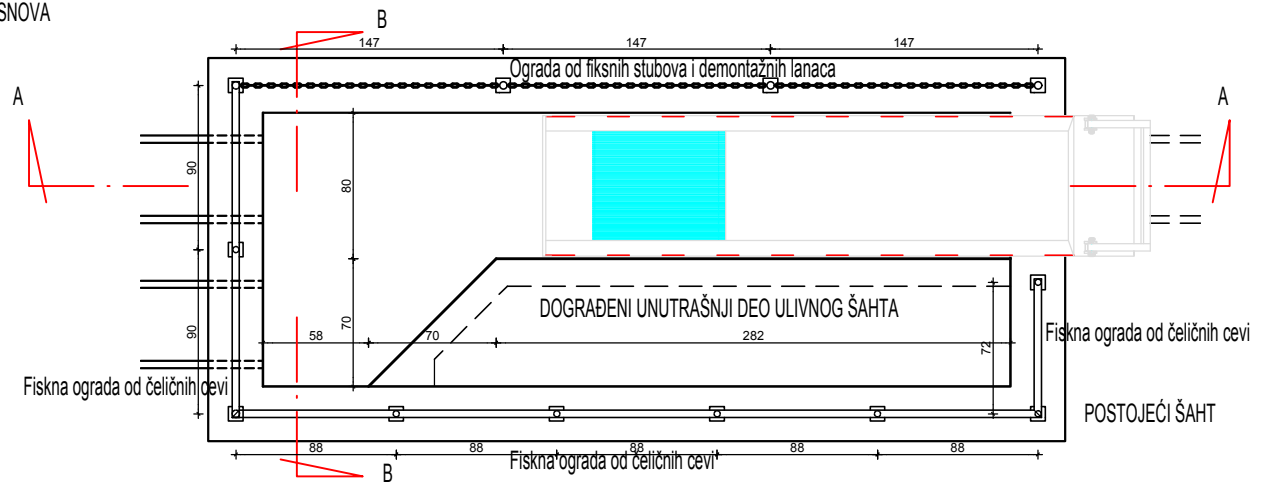 SNOVA
B
147
147
147
Ograda od fiksnih stubova i demontažnih lanaca
A
A
90
80
90
70
DOGRAĐENI UNUTRAŠNJI DEO ULIVNOG ŠAHTA
58
70
282
72
Fiskna ograda od čeličnih cevi
Fiskna ograda od čeličnih cevi
POSTOJEĆI ŠAHT
88
88
88
88
88
Fiskna ograda od čeličnih cevi
B